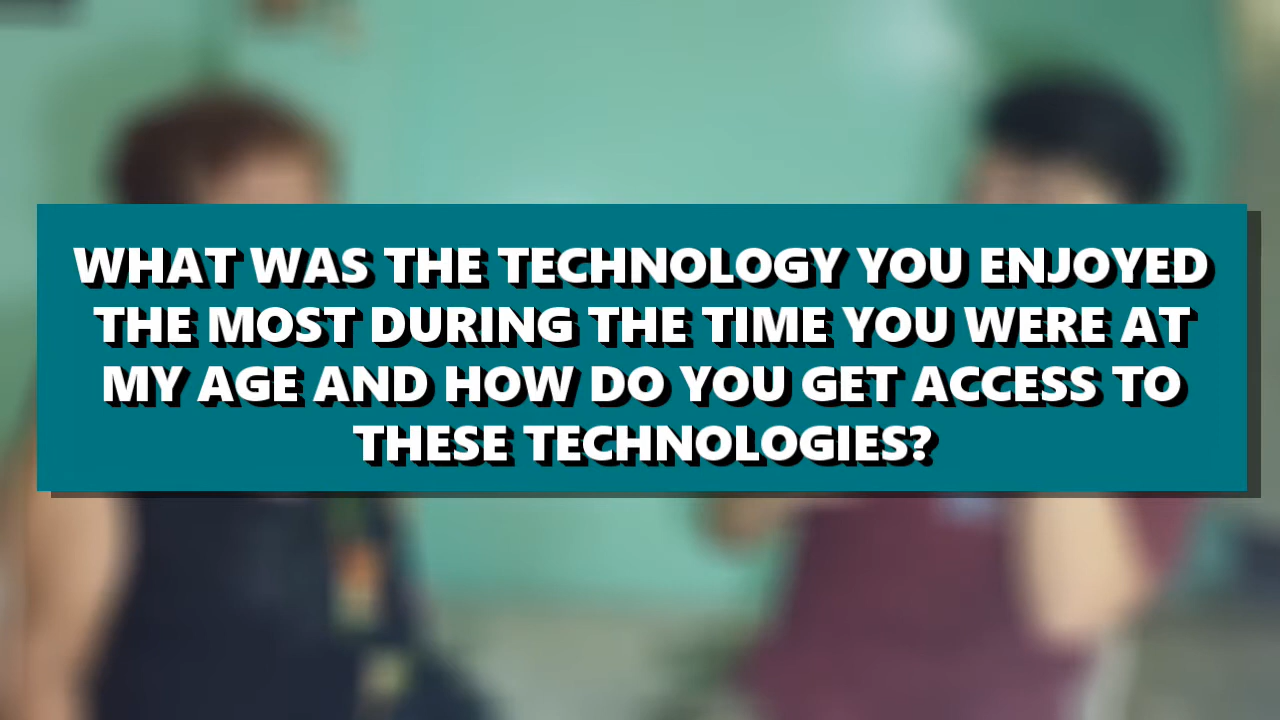 WHAT WAS THE TECHNOLOGY YOU ENJOYED
THE MOST DURING THE TIME YOU WERE AT
MY AGE AND HOW DO YOU GET ACCESS TO
THESE TECHNOLOGIES?